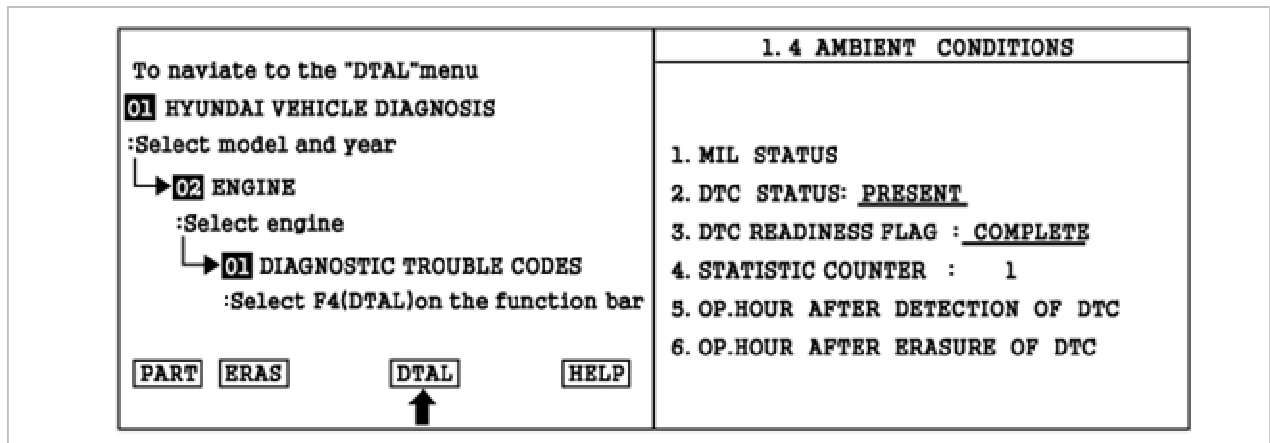 To naviate to the "DTAL"menu
01 HYUNDAI VEHICLE DIAGNOSIS
:Select model and year
02 ENGINE
:Select engine
01 DIAGNOSTIC TROUBLE CODES
:Select F4(DTAL)on the function bar
PART ERAS DTAL HELP
1.4 AMBIENT CONDITIONS
1. MIL STATUS
2. DTC STATUS: PRESENT
3. DTC READINESS FLAG : COMPLETE
4. STATISTIC COUNTER : 1
5. OP.HOUR AFTER DETECTION OF DTC
6. OP.HOUR AFTER ERASURE OF DTC